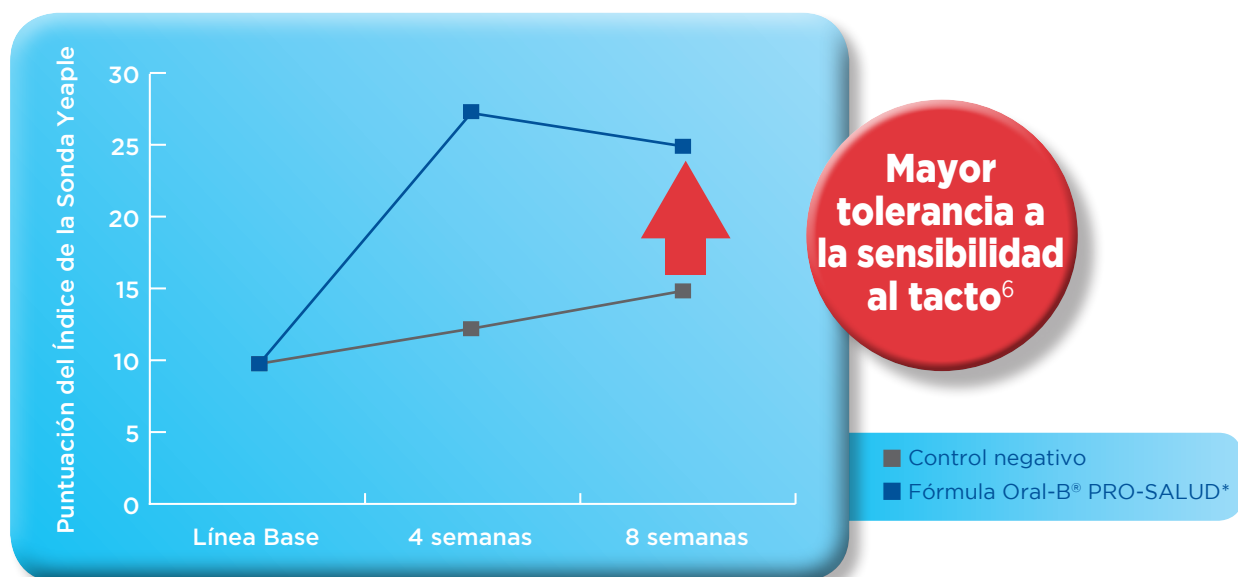 Puntuación del Índice de la Sonda Yeaple
30
25
20
15
10
5
0
Línea Base
4 semanas
8 semanas
Mayor
tolerancia a
la sensibilidad
al tacto⁶
Control negativo
Fórmula Oral-B® PRO-SALUD*